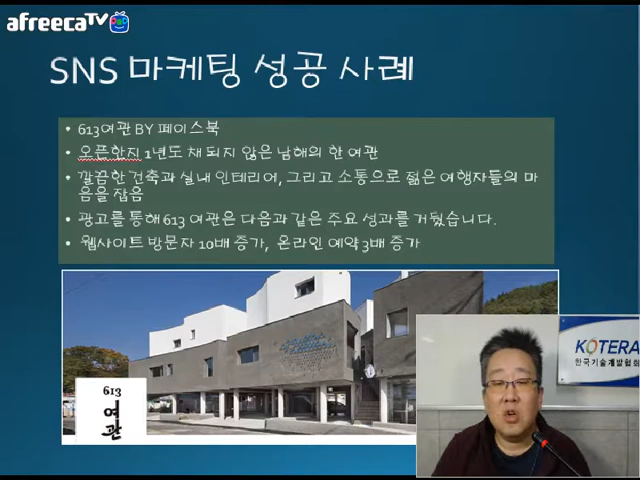 afreecaTV
SNS 마케팅 성공 사례
• 613여관 BY 페이스북
• 오픈한지 1년도 채 되지 않은 남해의 한 여관
• 깔끔한 건축과 실내 인테리어, 그리고 소통으로 젊은 여행자들의 마
음을 잡음
• 광고를 통해 613 여관은 다음과 같은 주요 성과를 거뒀습니다.
• 웹사이트 방문자 10배 증가, 온라인 예약 3배 증가
613
여관
KOTERA
한국기술개발협회